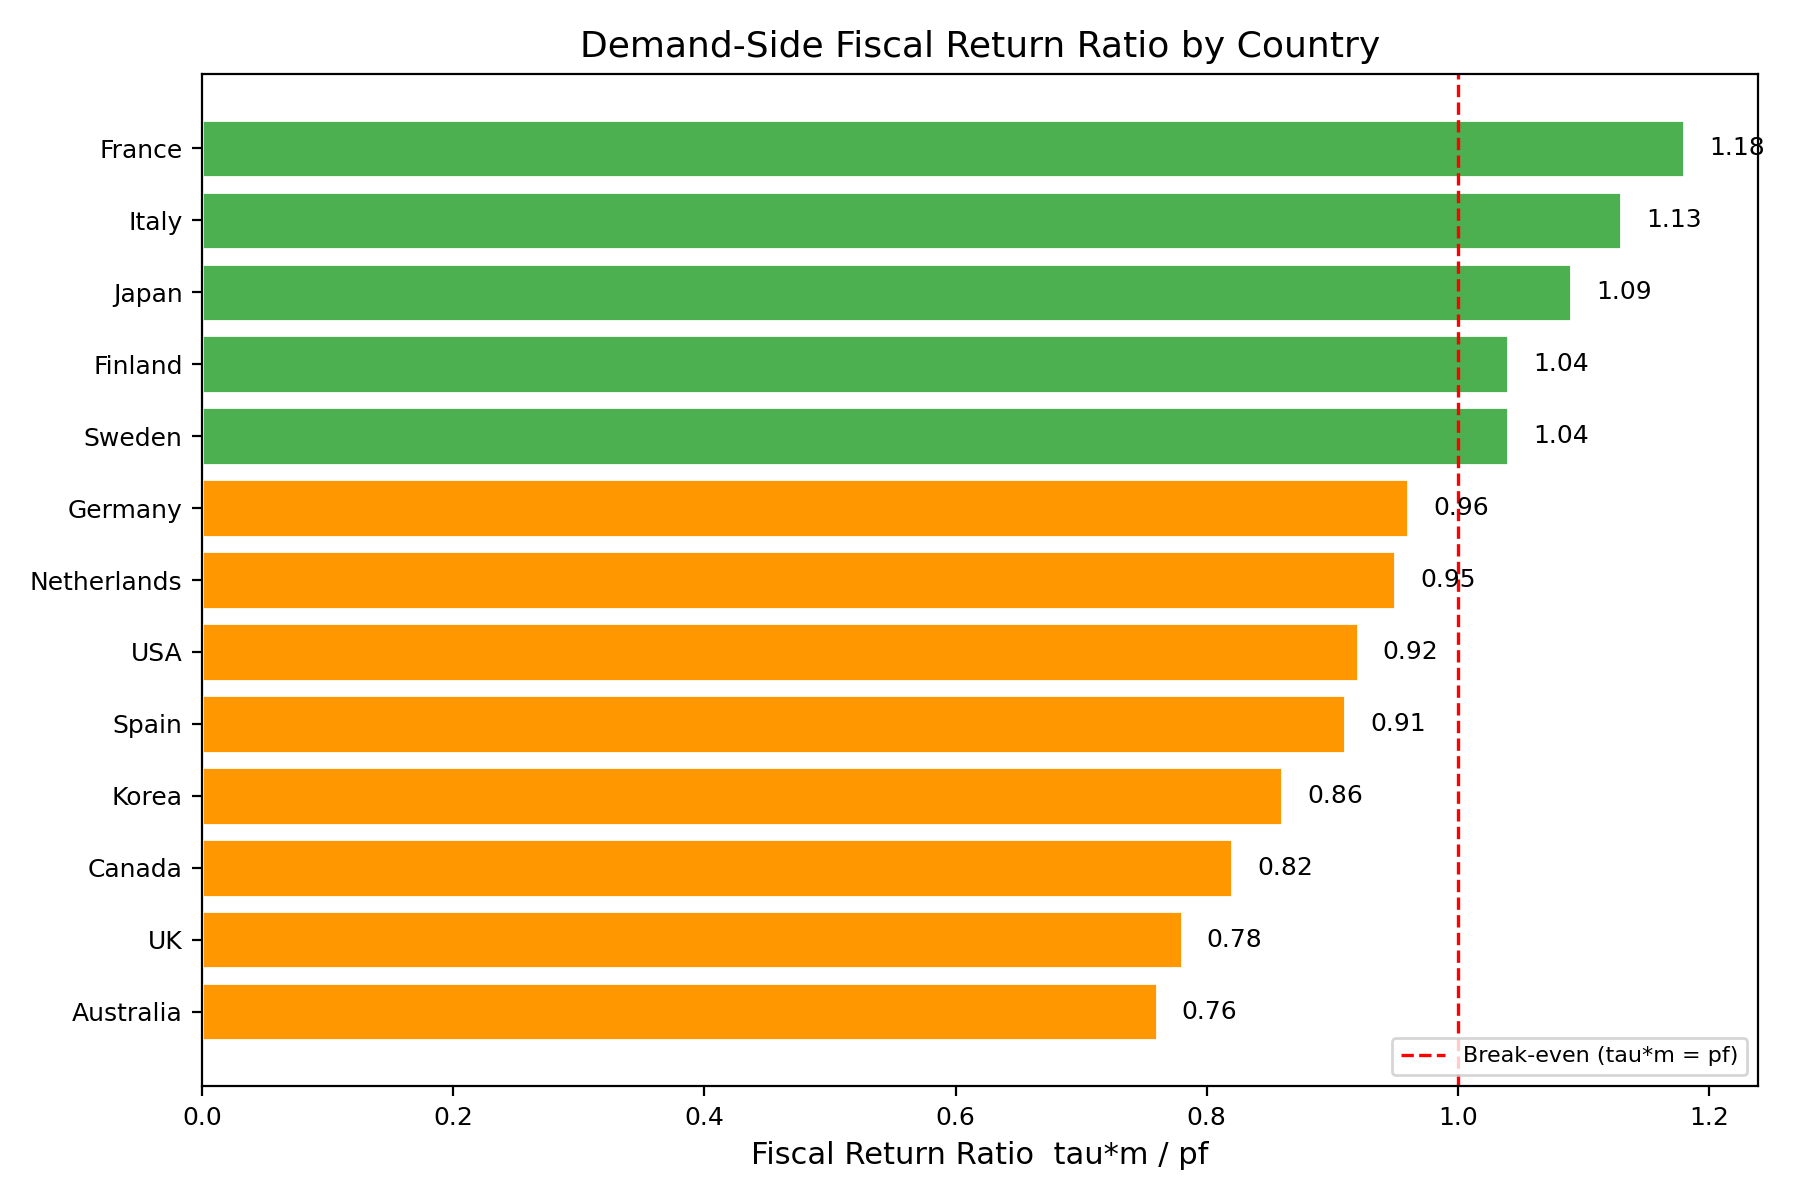 Demand-Side Fiscal Return Ratio by Country
France 1.18
Italy 1.13
Japan 1.09
Finland 1.04
Sweden 1.04
Germany 0.96
Netherlands 0.95
USA 0.92
Spain 0.91
Korea 0.86
Canada 0.82
UK 0.78
Australia 0.76
Break-even (tau*m = pf)
0.0 0.2 0.4 0.6 0.8 1.0 1.2
Fiscal Return Ratio  tau*m / pf